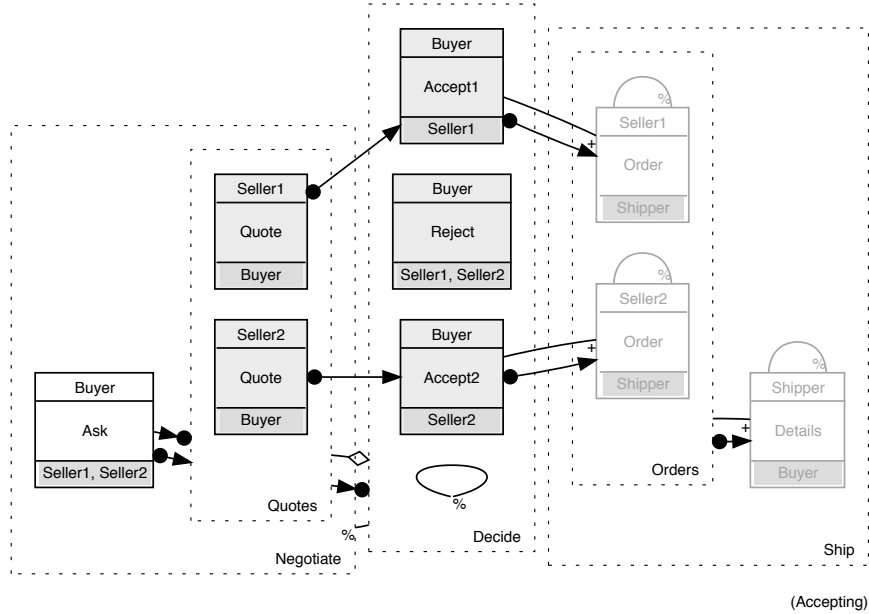 Buyer
Accept1
Seller1
%
Seller1
Order
Shipper
+
Seller1
Quote
Buyer
Buyer
Reject
Seller1, Seller2
%
Seller2
Order
Shipper
+
Seller2
Quote
Buyer
Buyer
Accept2
Seller2
Buyer
Ask
Seller1, Seller2
%
Shipper
Details
Buyer
+
Quotes
%
%
Orders
Negotiate
Decide
Ship
(Accepting)